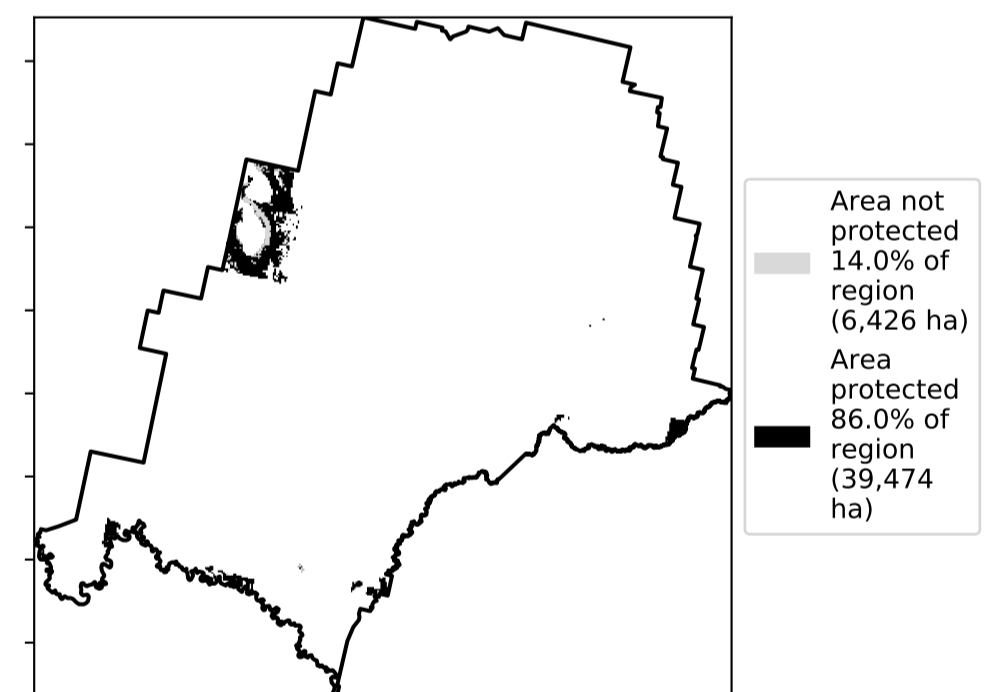 Area not
protected
14.0% of
region
(6,426 ha)
Area
protected
86.0% of
region
(39,474
ha)